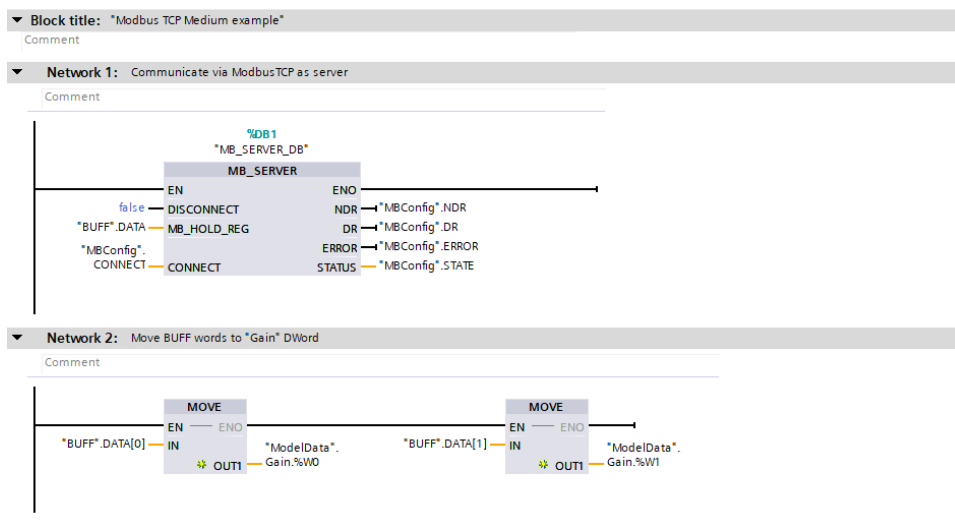 Block title: "Modbus TCP Medium example"
Comment
Network 1: Communicate via ModbusTCP as server
Comment
%DB1
"MB_SERVER_DB"
MB_SERVER
EN ENO
false DISCONNECT NDR "MBConfig".NDR
"BUFF".DATA MB_HOLD_REG DR "MBConfig".DR
"MBConfig". ERROR "MBConfig".ERROR
CONNECT CONNECT STATUS "MBConfig".STATE
Network 2: Move BUFF words to "Gain" DWord
Comment
MOVE MOVE
EN ENO EN ENO
"BUFF".DATA[0] IN "ModelData". "BUFF".DATA[1] IN "ModelData".
OUT1 Gain.%W0 OUT1 Gain.%W1